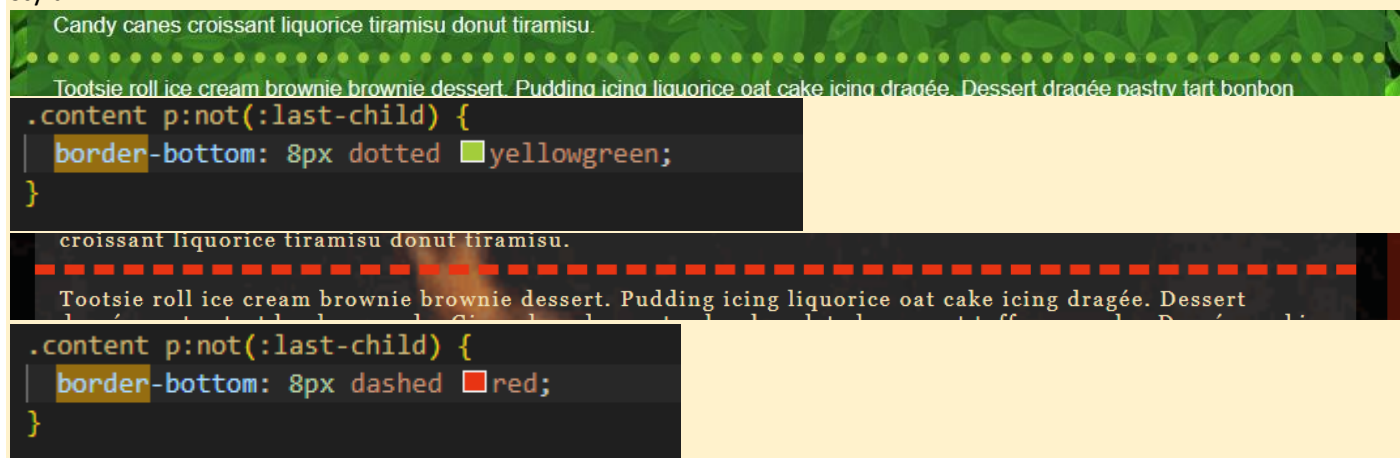 Candy canes croissant liquorice tiramisu donut tiramisu.
Tootsie roll ice cream brownie brownie dessert. Pudding icing liquorice oat cake icing dragée. Dessert dragée pastry tart bonbon
.content p:not(:last-child) {
border-bottom: 8px dotted yellowgreen;
}
croissant liquorice tiramisu donut tiramisu.
Tootsie roll ice cream brownie brownie dessert. Pudding icing liquorice oat cake icing dragée. Dessert
.content p:not(:last-child) {
border-bottom: 8px dashed red;
}